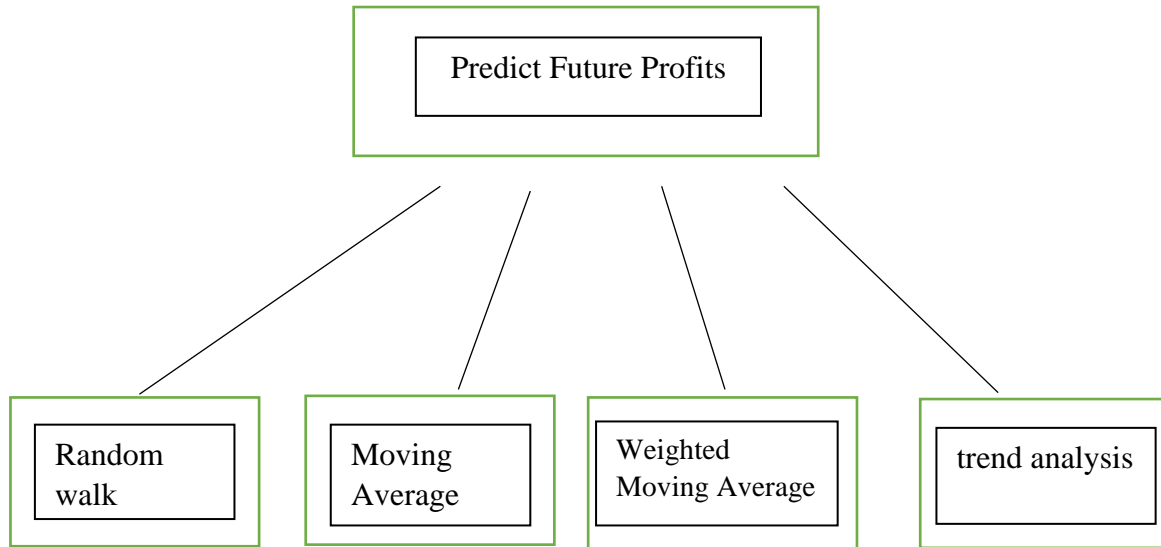 Predict Future Profits
Random
walk
Moving
Average
Weighted
Moving Average
trend analysis